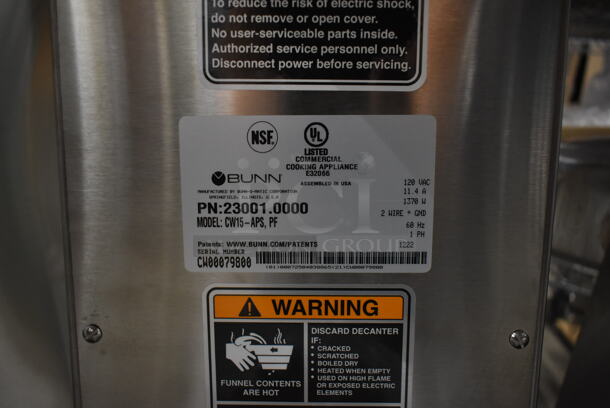 To reduce the risk of electric shock,
do not remove or open cover.
No user-serviceable parts inside.
Authorized service personnel only.
Disconnect power before servicing.
NSF.
UL
LISTED
COMMERCIAL
COOKING APPLIANCE
E32066
BUNN
ASSEMBLED IN USA
MANUFACTURED BY BUNN-O-MATIC CORPORATION
SPRINGFIELD, ILLINOIS, U.S.A
120 VAC
11.4 A
1370 W
PN:23001.0000
MODEL: CW15-APS, PF
2 WIRE + GND
60 Hz
1 PH
Patents: WWW.BUNN.COM/PATENTS
1222
SERIAL NUMBER
CW00079800
GROUP
WARNING
FUNNEL CONTENTS
ARE HOT
DISCARD DECANTER
IF:
• CRACKED
• SCRATCHED
• BOILED DRY
• HEATED WHEN EMPTY
• USED ON HIGH FLAME
OR EXPOSED ELECTRIC
ELEMENTS